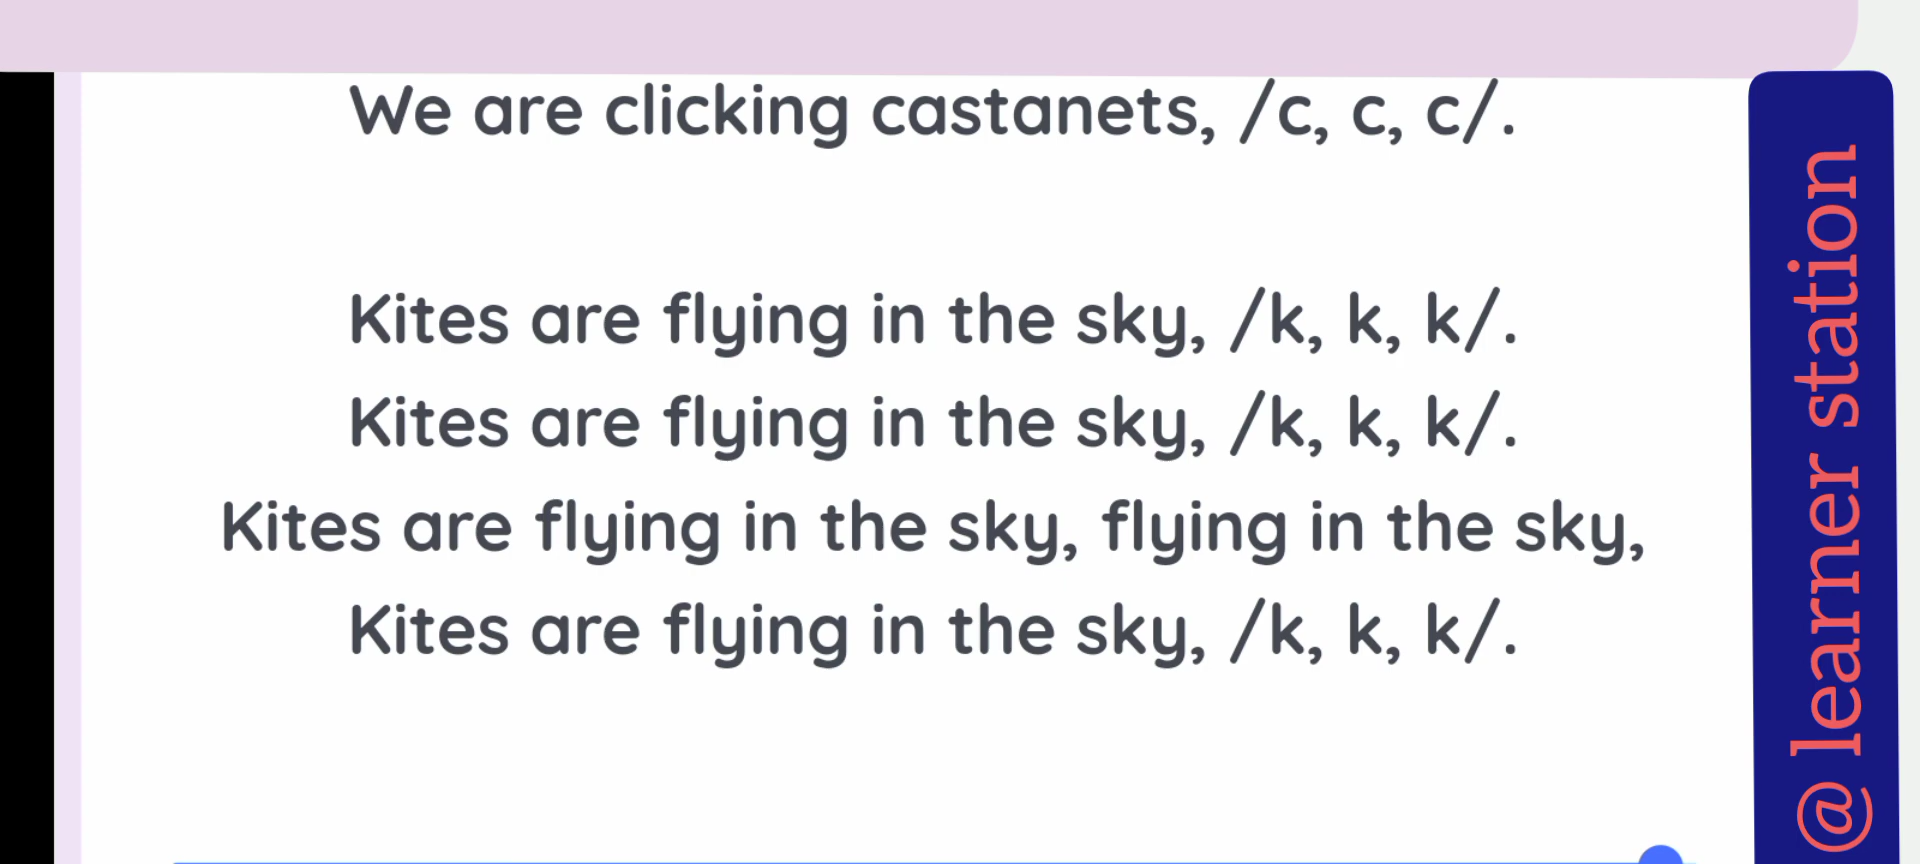 We are clicking castanets, /c, c, c/.
Kites are flying in the sky, /k, k, k/.
Kites are flying in the sky, /k, k, k/.
Kites are flying in the sky, flying in the sky,
Kites are flying in the sky, /k, k, k/.
@ learner station